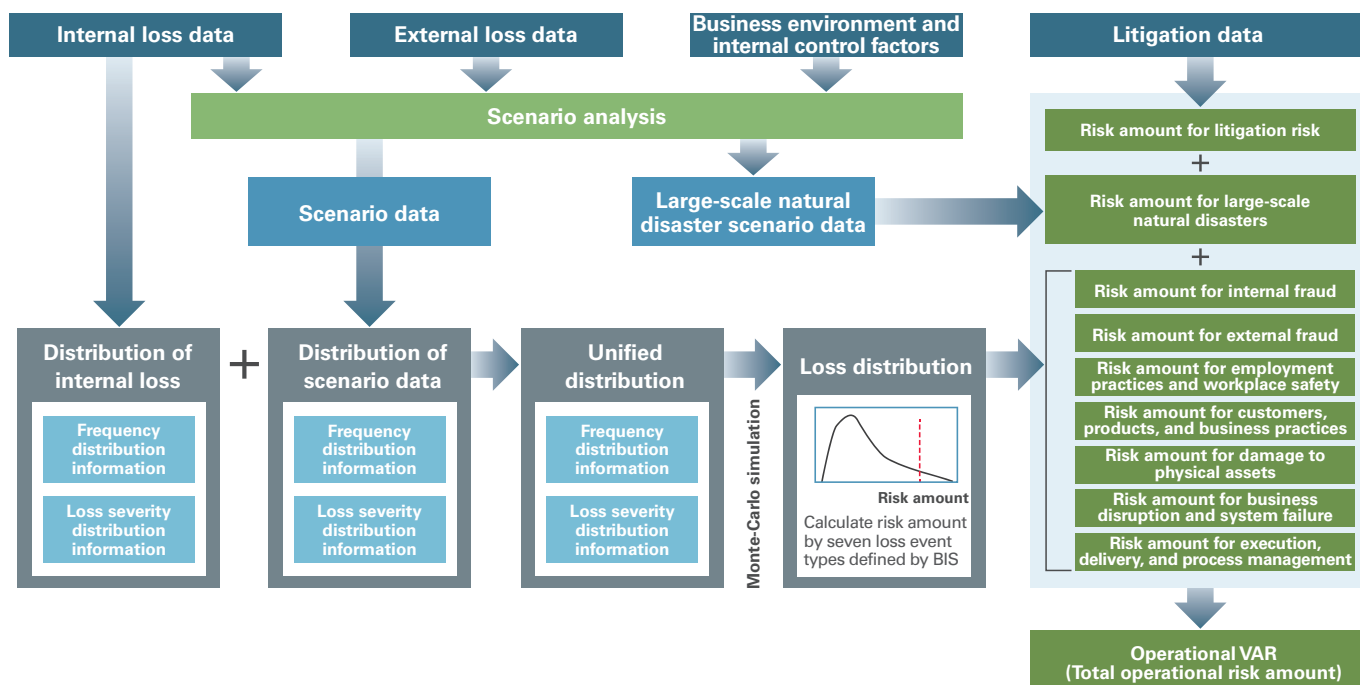 Internal loss data
External loss data
Business environment and
internal control factors
Litigation data
Scenario analysis
Risk amount for litigation risk
+
Scenario data
Large-scale natural
disaster scenario data
Risk amount for large-scale
natural disasters
+
Risk amount for internal fraud
Risk amount for external fraud
Risk amount for employment
practices and workplace safety
Risk amount for customers,
products, and business practices
Risk amount for damage to
physical assets
Risk amount for business
disruption and system failure
Risk amount for execution,
delivery, and process management
Distribution of
internal loss
Frequency
distribution
information
Loss severity
distribution
information
+
Distribution of
scenario data
Frequency
distribution
information
Loss severity
distribution
information
Unified
distribution
Frequency
distribution
information
Loss severity
distribution
information
Monte-Carlo simulation
Loss distribution
Risk amount
Calculate risk amount
by seven loss event
types defined by BIS
Operational VAR
(Total operational risk amount)